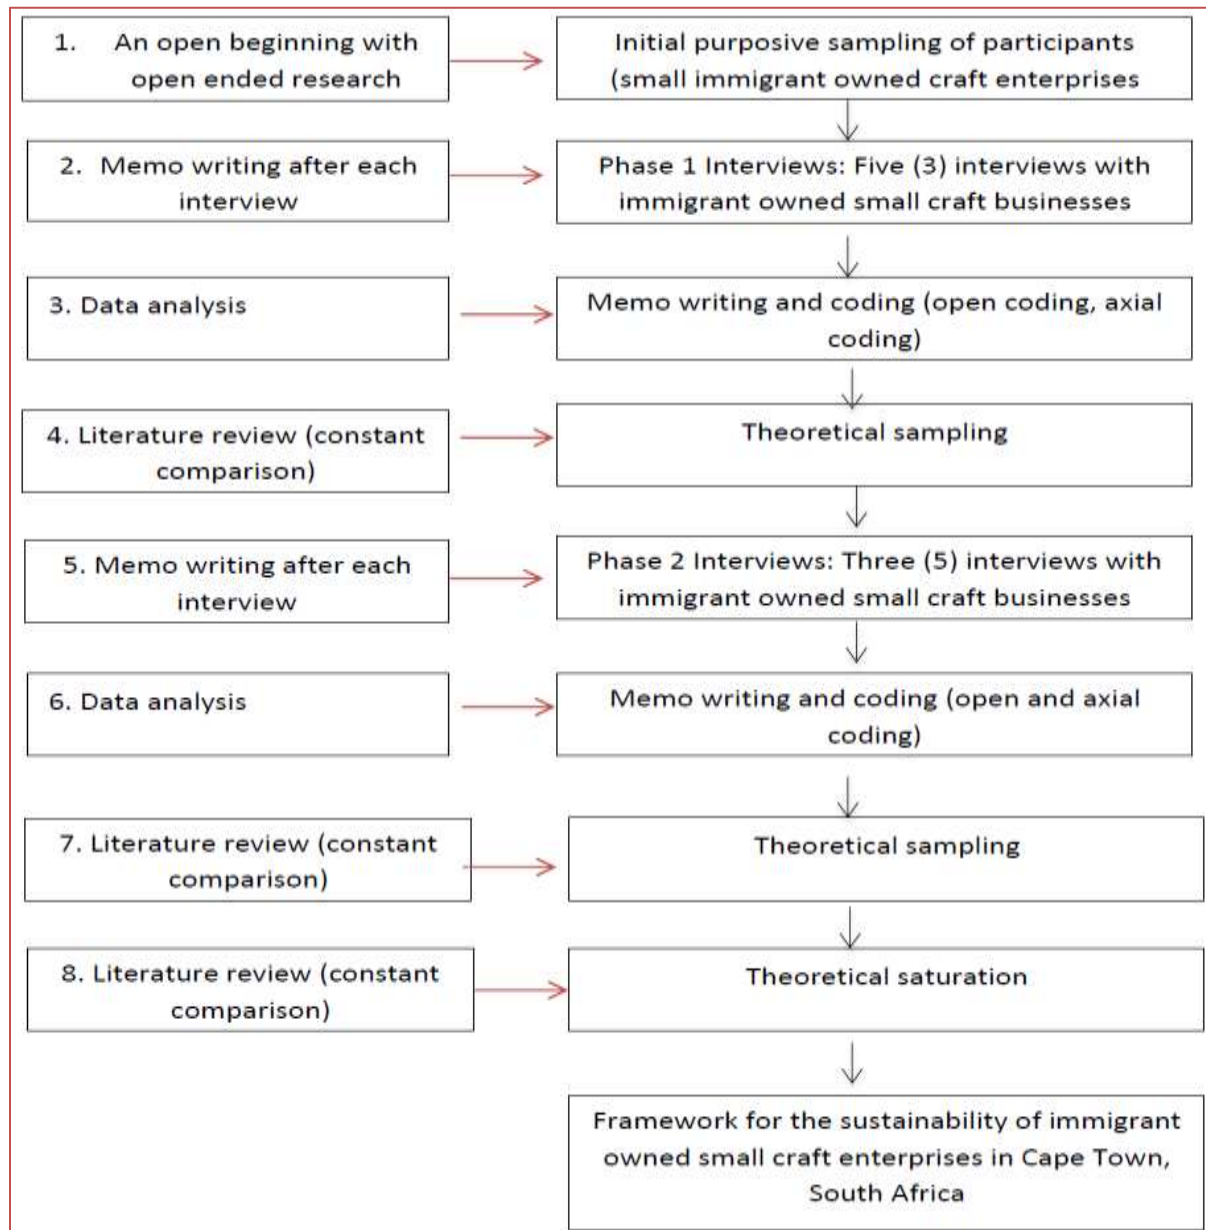 1. An open beginning with
open ended research
Initial purposive sampling of participants
(small immigrant owned craft enterprises
2. Memo writing after each
interview
Phase 1 Interviews: Five (3) interviews with
immigrant owned small craft businesses
3. Data analysis
Memo writing and coding (open coding, axial
coding)
4. Literature review (constant
comparison)
Theoretical sampling
5. Memo writing after each
interview
Phase 2 Interviews: Three (5) interviews with
immigrant owned small craft businesses
6. Data analysis
Memo writing and coding (open and axial
coding)
7. Literature review (constant
comparison)
Theoretical sampling
8. Literature review (constant
comparison)
Theoretical saturation
Framework for the sustainability of immigrant
owned small craft enterprises in Cape Town,
South Africa